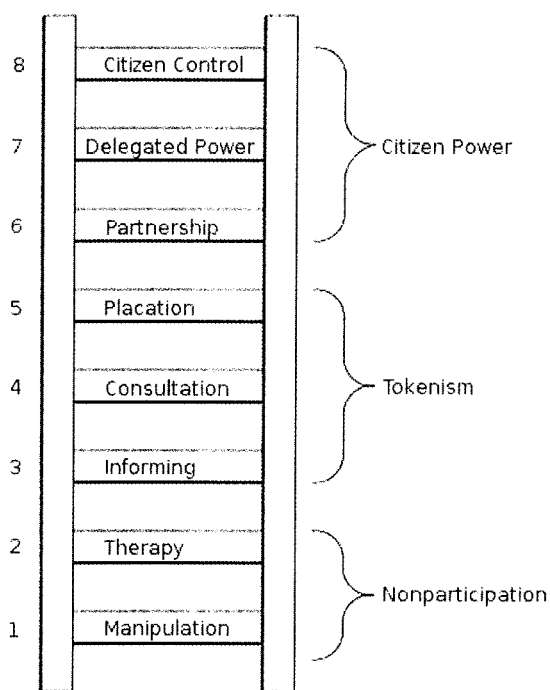 8 Citizen Control
7 Delegated Power
Citizen Power
6 Partnership
5 Placation
4 Consultation
Tokenism
3 Informing
2 Therapy
Nonparticipation
1 Manipulation